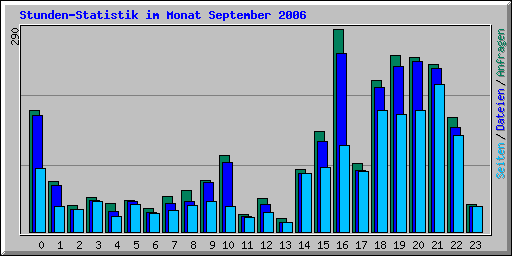 Stunden-Statistik im Monat September 2006
290
Seiten / Dateien / Anfragen
0 1 2 3 4 5 6 7 8 9 10 11 12 13 14 15 16 17 18 19 20 21 22 23